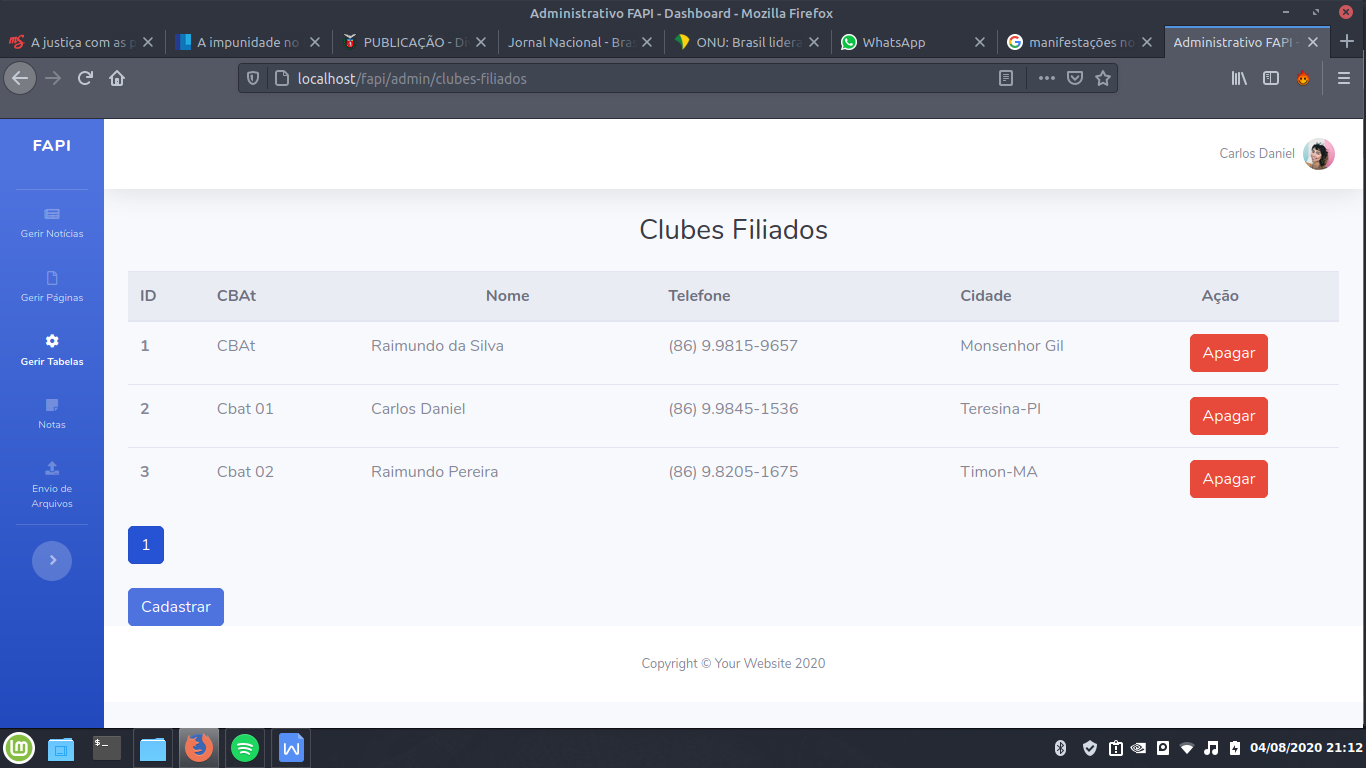 Administrativo FAPI - Dashboard - Mozilla Firefox
A justiça com as p
A impunidade no
PUBLICAÇÃO - Di
Jornal Nacional - Bra
ONU: Brasil lidera
WhatsApp
manifestações no
Administrativo FAPI -
localhost/fapi/admin/clubes-filiados
FAPI
Carlos Daniel
Gerir Notícias
Gerir Páginas
Gerir Tabelas
Notas
Envio de
Arquivos
Clubes Filiados
ID CBAt Nome Telefone Cidade Ação
1 CBAt Raimundo da Silva (86) 9.9815-9657 Monsenhor Gil Apagar
2 Cbat 01 Carlos Daniel (86) 9.9845-1536 Teresina-PI Apagar
3 Cbat 02 Raimundo Pereira (86) 9.8205-1675 Timon-MA Apagar
1
Cadastrar
Copyright © Your Website 2020
04/08/2020 21:12